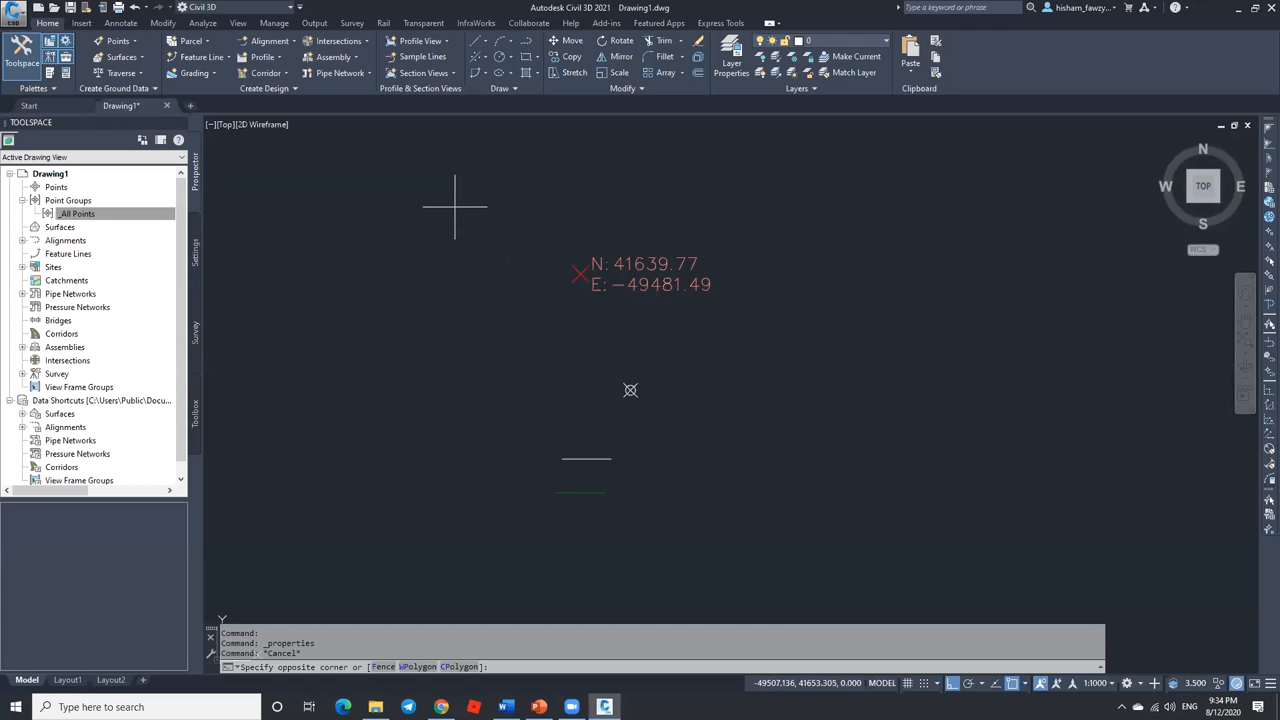 C3D
Civil 3D
Autodesk Civil 3D 2021 Drawing1.dwg
Type a keyword or phrase
hisham_fawzy...
Home Insert Annotate Modify Analyze View Manage Output Survey Rail Transparent InfraWorks Collaborate Help Add-ins Featured Apps Express Tools
Toolspace
Points
Surfaces
Traverse
Parcel
Feature Line
Grading
Alignment
Profile
Corridor
Intersections
Assembly
Pipe Network
Profile View
Sample Lines
Section Views
Move
Copy
Stretch
Rotate
Mirror
Scale
Trim
Fillet
Array
Layer
Properties
0
Make Current
Match Layer
Paste
Palettes
Create Ground Data
Create Design
Profile & Section Views
Draw
Modify
Layers
Clipboard
Start
Drawing1*
TOOLSPACE
Active Drawing View
Drawing1
Points
Point Groups
_All Points
Surfaces
Alignments
Feature Lines
Sites
Catchments
Pipe Networks
Pressure Networks
Bridges
Corridors
Assemblies
Intersections
Survey
View Frame Groups
Data Shortcuts [C:\Users\Public\Docu...
Surfaces
Alignments
Pipe Networks
Pressure Networks
Corridors
View Frame Groups
Prospector
Settings
Survey
Toolbox
[−][Top][2D Wireframe]
N: 41639.77
E: −49481.49
N
W
TOP
E
S
WCS
Y
Command:
Command: _properties
Command: *Cancel*
Specify opposite corner or [Fence WPolygon CPolygon]:
Model
Layout1
Layout2
-49507.136, 41653.305, 0.000
MODEL
1:1000
3.500
Type here to search
ENG
9:34 PM
8/12/2020